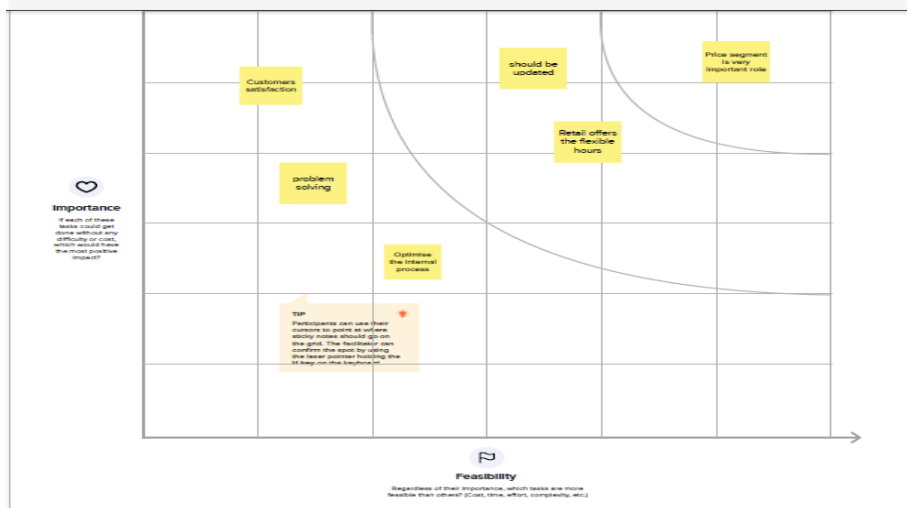 Customers
satisfaction
should be
updated
Price segment
is very
important role
Retail offers
the flexible
hours
problem
solving
Optimise
the internal
process
Importance
If each of these
tasks could get
done without any
difficulty or cost,
which would have
the most positive
impact?
TIP
Participants can use their
cursors to point at where
sticky notes should go on
the grid. The facilitator can
confirm the spot by using
the laser pointer holding the
H key on the keyboard.
Feasibility
Regardless of their importance, which tasks are more
feasible than others? (Cost, time, effort, complexity, etc.)